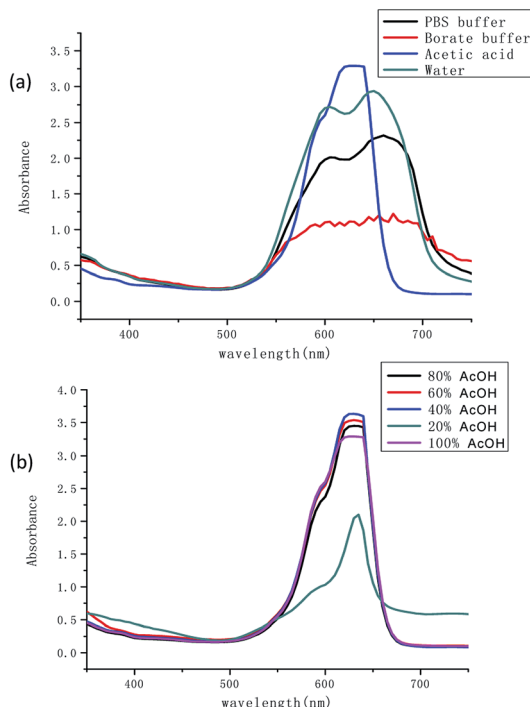 (a)
PBS buffer
Borate buffer
Acetic acid
Water
3.5
3.0
2.5
2.0
1.5
1.0
0.5
0.0
Absorbance
400 500 600 700
wavelength(nm)
(b)
80% AcOH
60% AcOH
40% AcOH
20% AcOH
100% AcOH
4.0
3.5
3.0
2.5
2.0
1.5
1.0
0.5
0.0
Absorbance
400 500 600 700
wavelength(nm)